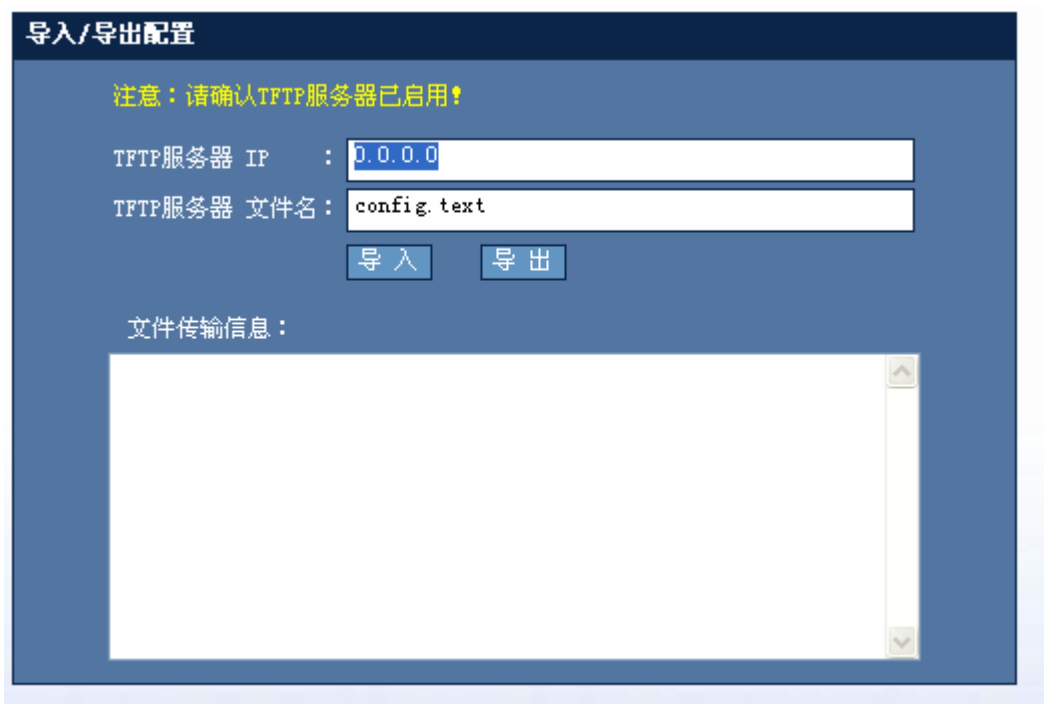 导入/导出配置
注意：请确认TFTP服务器已启用！
TFTP服务器 IP ： 0.0.0.0
TFTP服务器 文件名： config.text
导 入 导 出
文件传输信息：